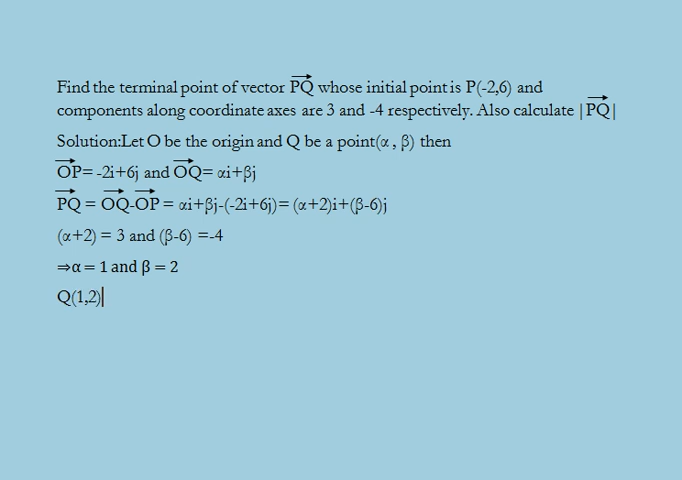 Find the terminal point of vector PQ⃗ whose initial point is P(-2,6) and
components along coordinate axes are 3 and -4 respectively. Also calculate |PQ⃗|
Solution:Let O be the origin and Q be a point(α , β) then
OP⃗= -2i+6j and OQ⃗= αi+βj
PQ⃗ = OQ⃗-OP⃗ = αi+βj-(-2i+6j)= (α+2)i+(β-6)j
(α+2) = 3 and (β-6) =-4
⇒α = 1 and β = 2
Q(1,2)